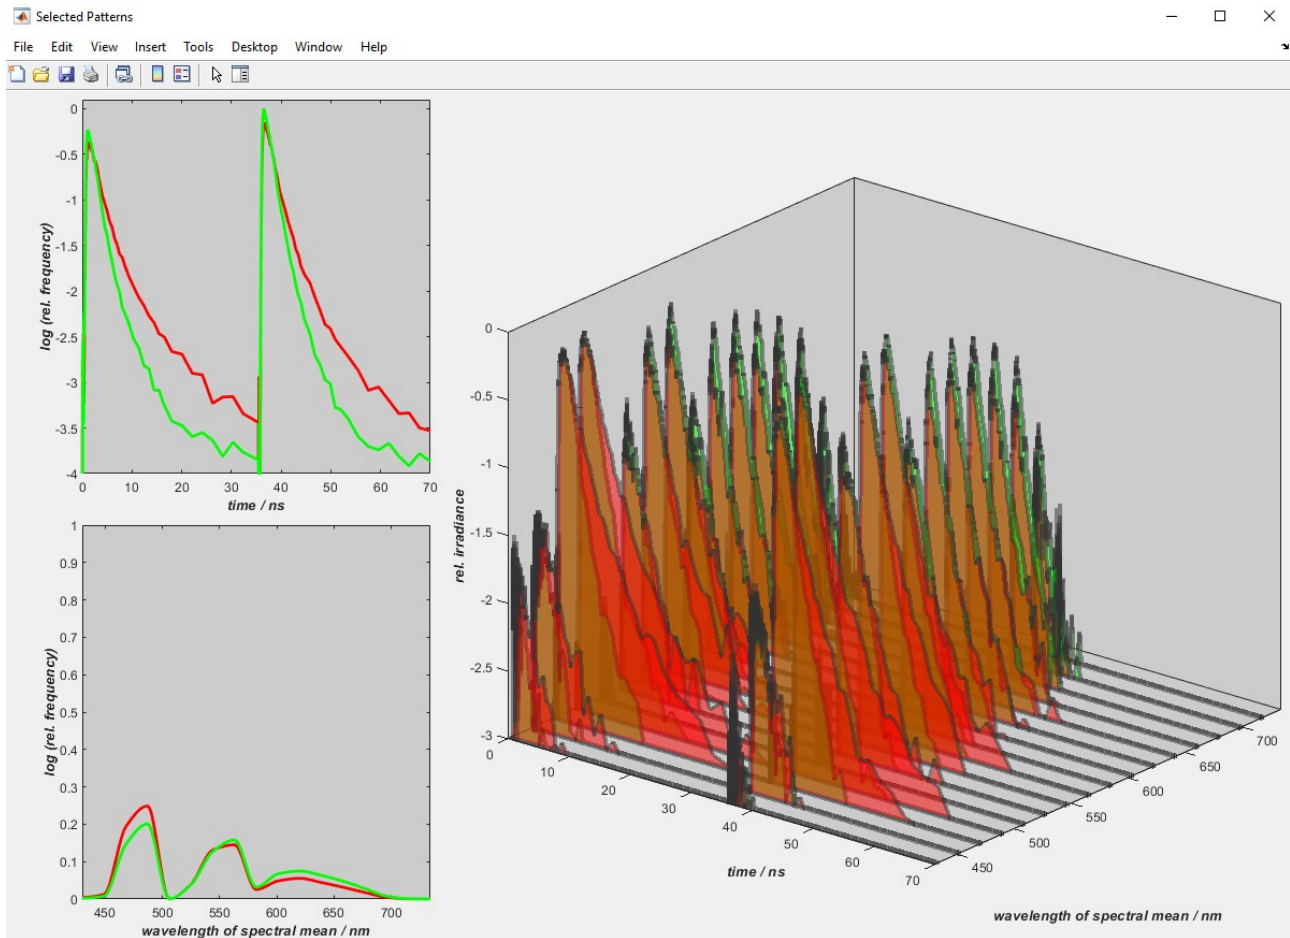 Selected Patterns
File Edit View Insert Tools Desktop Window Help
0
-0.5
-1
-1.5
-2
-2.5
-3
-3.5
-4
log (rel. frequency)
0 10 20 30 40 50 60 70
time / ns
1
0.9
0.8
0.7
0.6
0.5
0.4
0.3
0.2
0.1
0
log (rel. frequency)
450 500 550 600 650 700
wavelength of spectral mean / nm
0
-0.5
-1
-1.5
-2
-2.5
-3
rel. irradiance
0 10 20 30 40 50 60 70
time / ns
450 500 550 600 650 700
wavelength of spectral mean / nm